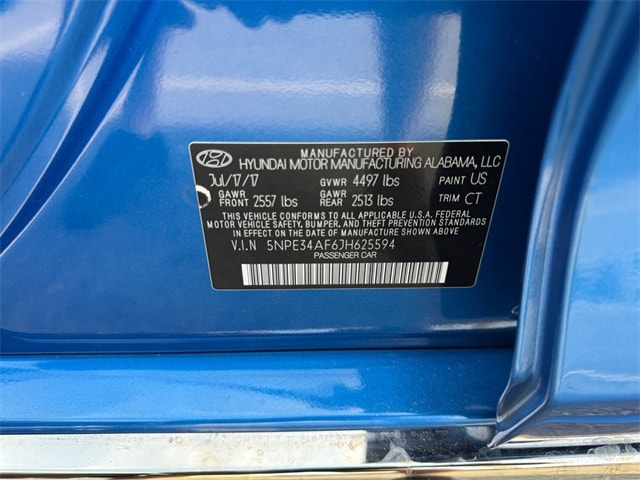 MANUFACTURED BY
HYUNDAI MOTOR MANUFACTURING ALABAMA, LLC
Jul/17/17 GVWR 4497 lbs PAINT US
GAWR FRONT 2557 lbs GAWR REAR 2513 lbs TRIM CT
THIS VEHICLE CONFORMS TO ALL APPLICABLE U.S.A. FEDERAL
MOTOR VEHICLE SAFETY, BUMPER, AND THEFT PREVENTION STANDARDS
IN EFFECT ON THE DATE OF MANUFACTURE SHOWN ABOVE.
V.I.N 5NPE34AF6JH625594
PASSENGER CAR